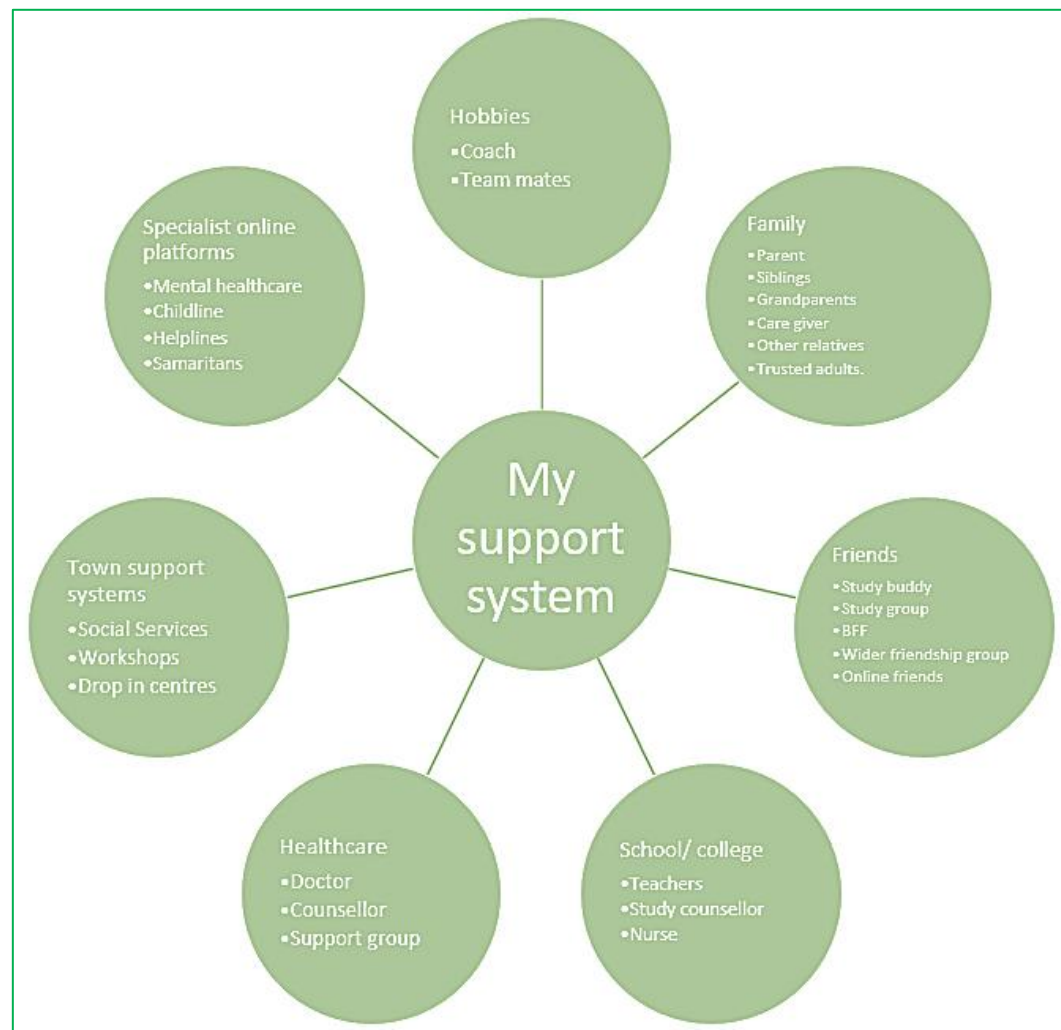 Hobbies
▪Coach
▪Team mates
Family
▪Parent
▪Siblings
▪Grandparents
▪Care giver
▪Other relatives
▪Trusted adults.
Friends
•Study buddy
•Study group
•BFF
•Wider friendship group
•Online friends
School/ college
•Teachers
•Study counsellor
•Nurse
Healthcare
•Doctor
•Counsellor
•Support group
Town support
systems
•Social Services
•Workshops
•Drop in centres
Specialist online
platforms
•Mental healthcare
•Childline
•Helplines
•Samaritans
My
support
system